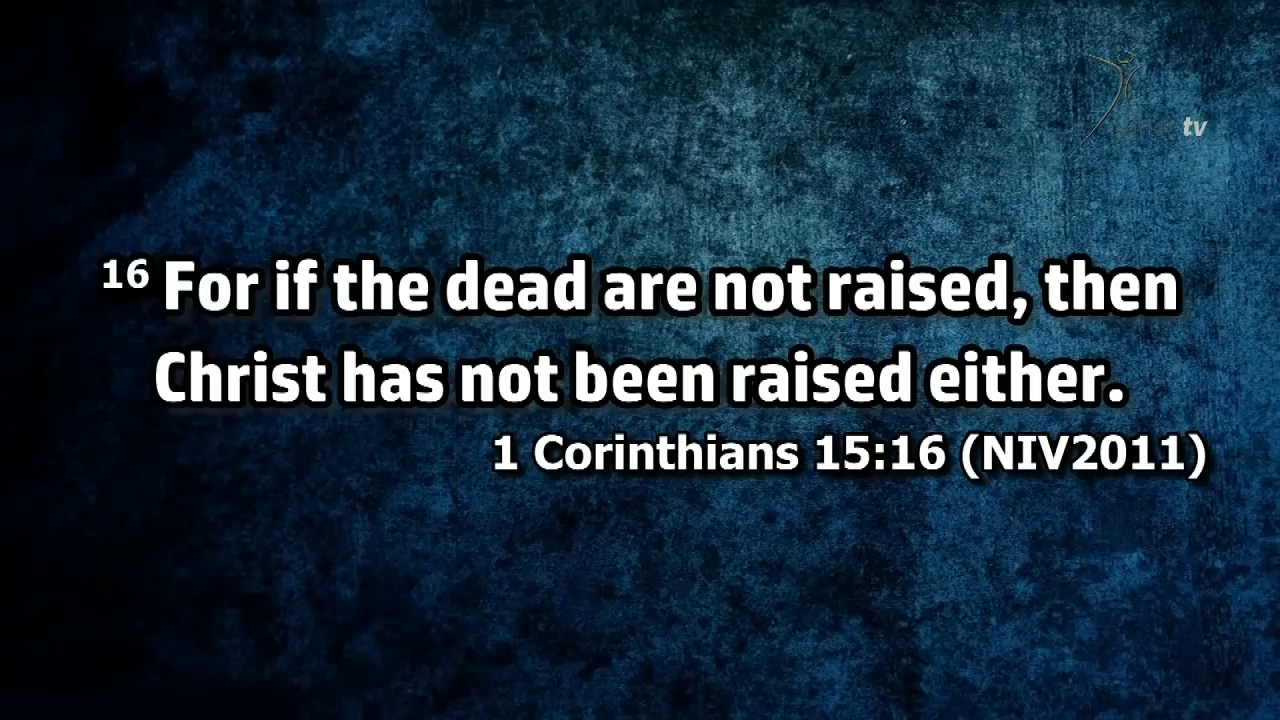 16 For if the dead are not raised, then
Christ has not been raised either.
1 Corinthians 15:16 (NIV2011)
tv